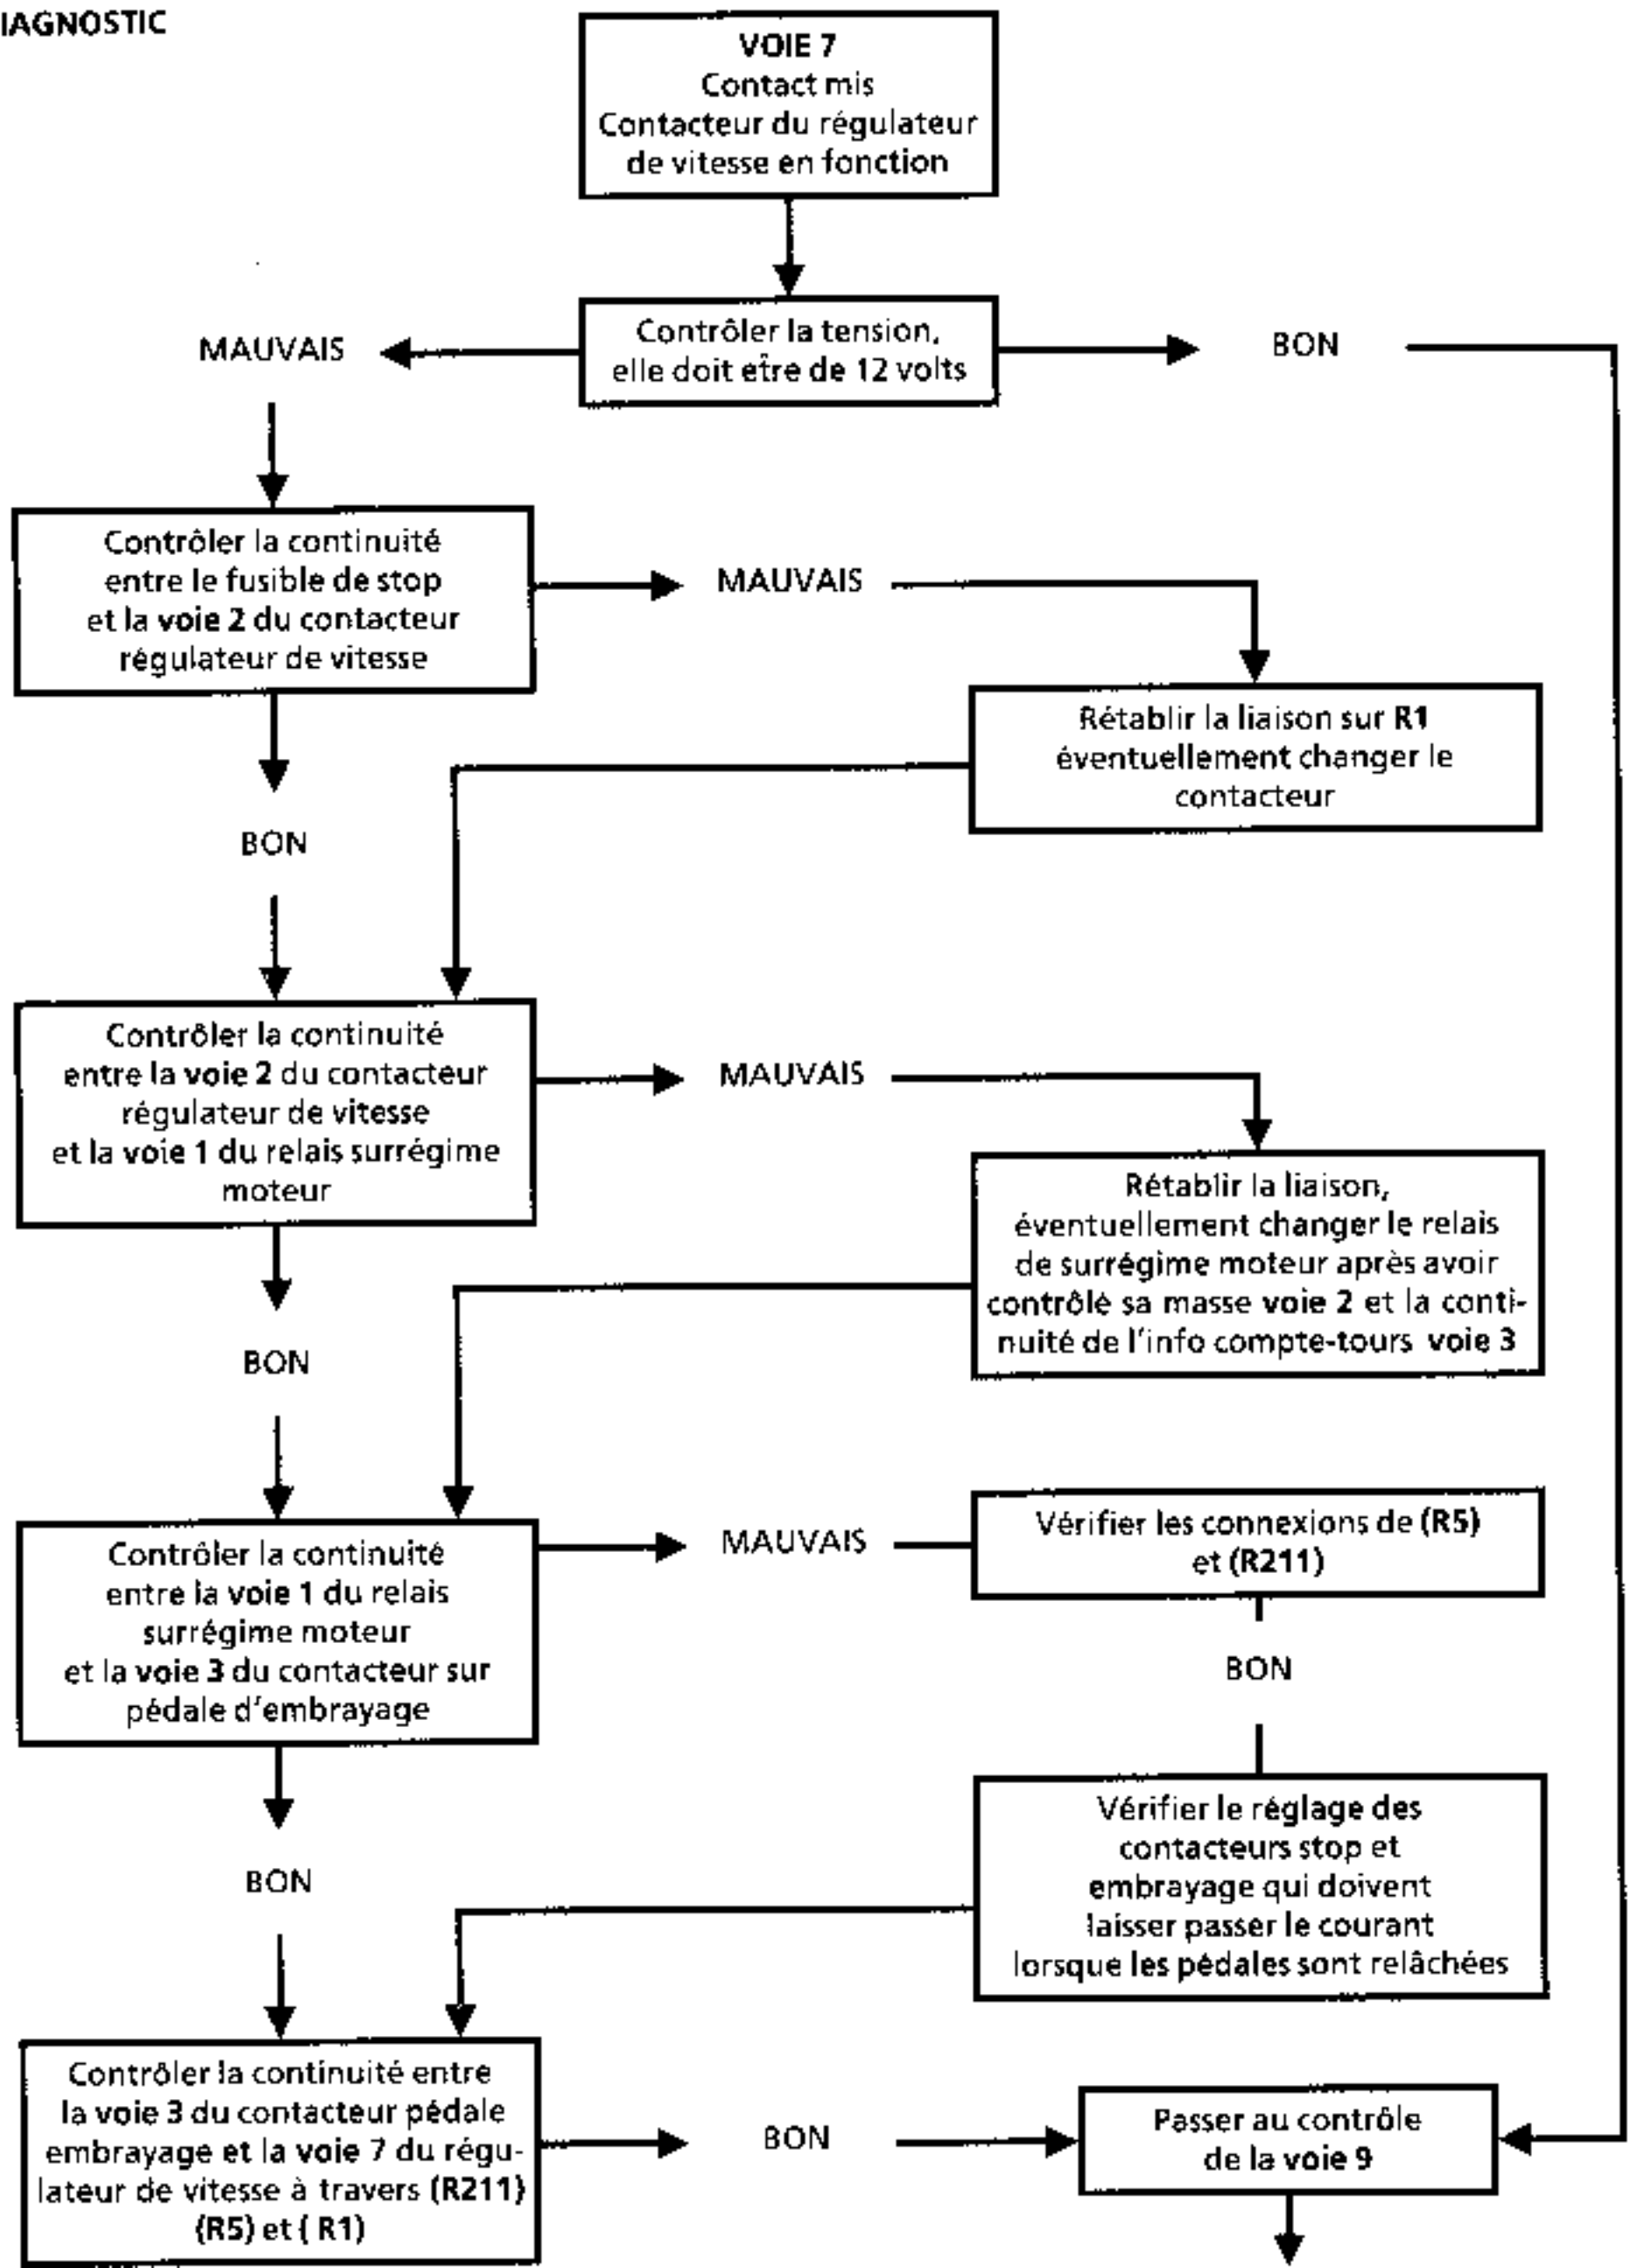 IAGNOSTIC
VOIE 7
Contact mis
Contacteur du régulateur
de vitesse en fonction
Contrôler la tension,
elle doit être de 12 volts
MAUVAIS
BON
Contrôler la continuité
entre le fusible de stop
et la voie 2 du contacteur
régulateur de vitesse
MAUVAIS
Rétablir la liaison sur R1
éventuellement changer le
contacteur
BON
Contrôler la continuité
entre la voie 2 du contacteur
régulateur de vitesse
et la voie 1 du relais surrégime
moteur
MAUVAIS
Rétablir la liaison,
éventuellement changer le relais
de surrégime moteur après avoir
contrôlé sa masse voie 2 et la conti-
nuité de l'info compte-tours voie 3
BON
Contrôler la continuité
entre la voie 1 du relais
surrégime moteur
et la voie 3 du contacteur sur
pédale d'embrayage
MAUVAIS
Vérifier les connexions de (R5)
et (R211)
BON
Vérifier le réglage des
contacteurs stop et
embrayage qui doivent
laisser passer le courant
lorsque les pédales sont relâchées
BON
Contrôler la continuité entre
la voie 3 du contacteur pédale
embrayage et la voie 7 du régu-
lateur de vitesse à travers (R211)
(R5) et ( R1)
BON
Passer au contrôle
de la voie 9